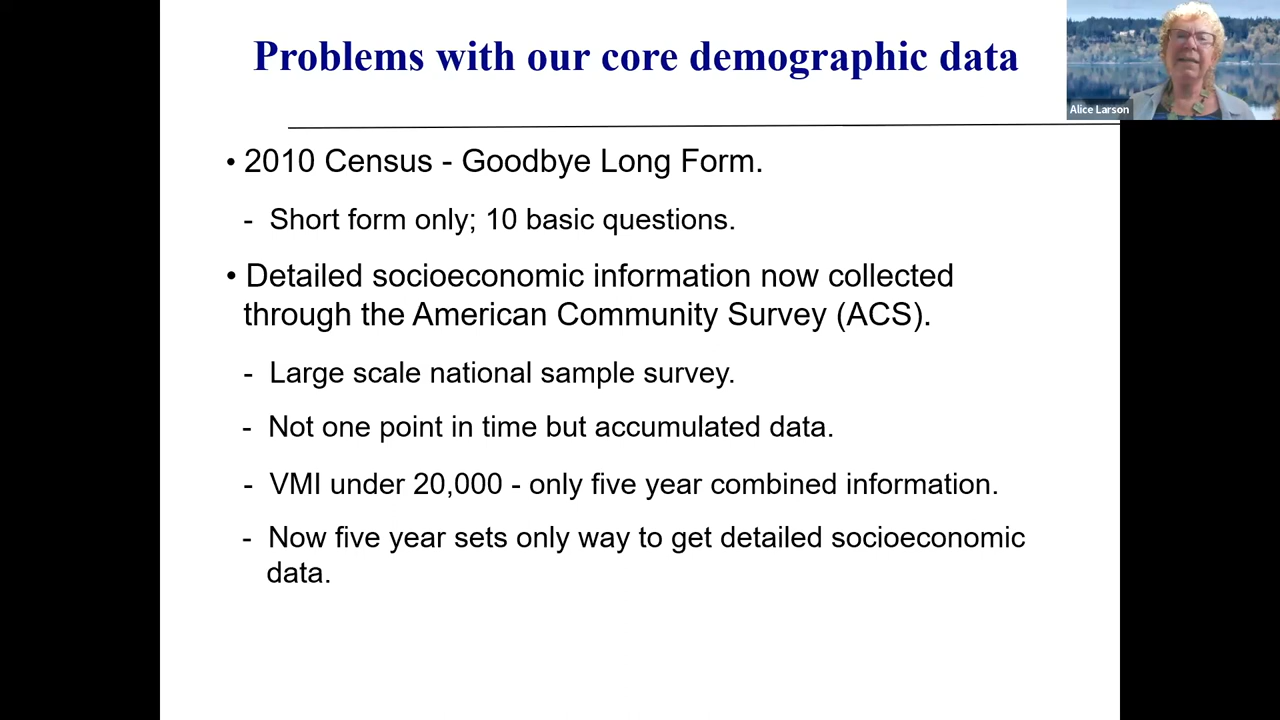 Problems with our core demographic data
Alice Larson
• 2010 Census - Goodbye Long Form.
- Short form only; 10 basic questions.
• Detailed socioeconomic information now collected
through the American Community Survey (ACS).
- Large scale national sample survey.
- Not one point in time but accumulated data.
- VMI under 20,000 - only five year combined information.
- Now five year sets only way to get detailed socioeconomic
data.